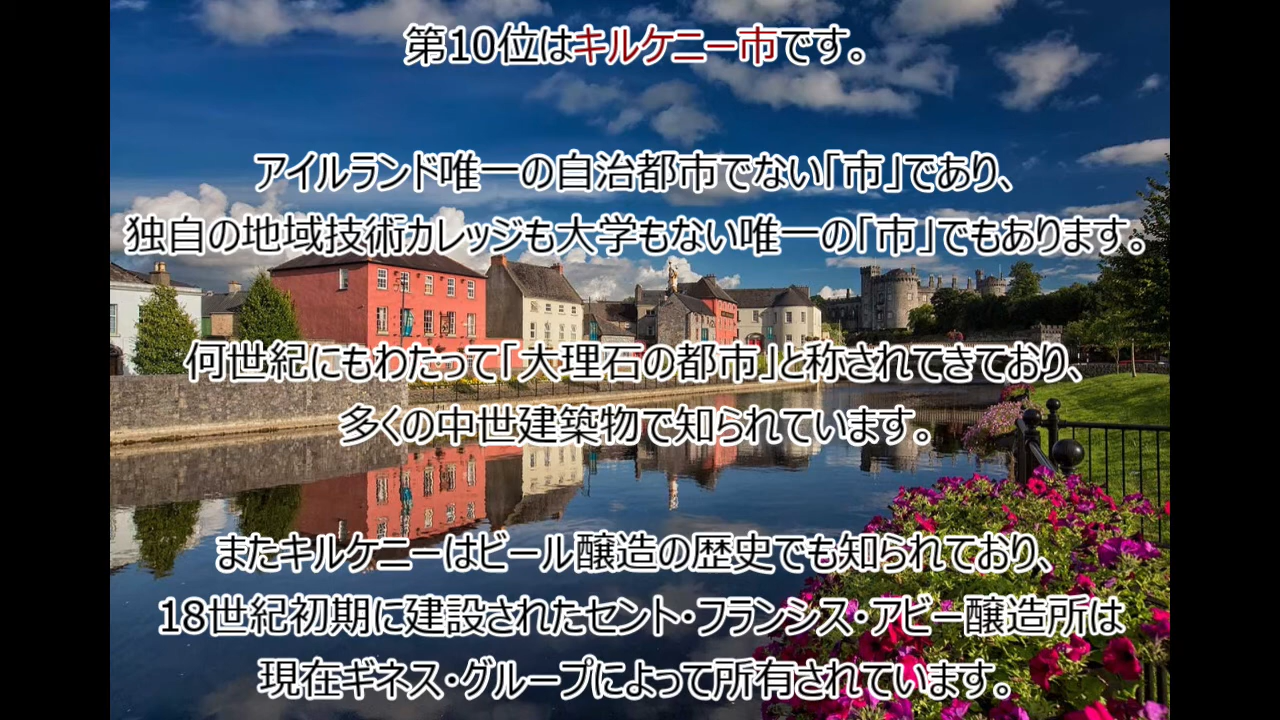 第10位はキルケニー市です。
アイルランド唯一の自治都市でない「市」であり、
独自の地域技術カレッジも大学もない唯一の「市」でもあります。
何世紀にもわたって「大理石の都市」と称されてきており、
多くの中世建築物で知られています。
またキルケニーはビール醸造の歴史でも知られており、
18世紀初期に建設されたセント・フランシス・アビー醸造所は
現在ギネス・グループによって所有されています。